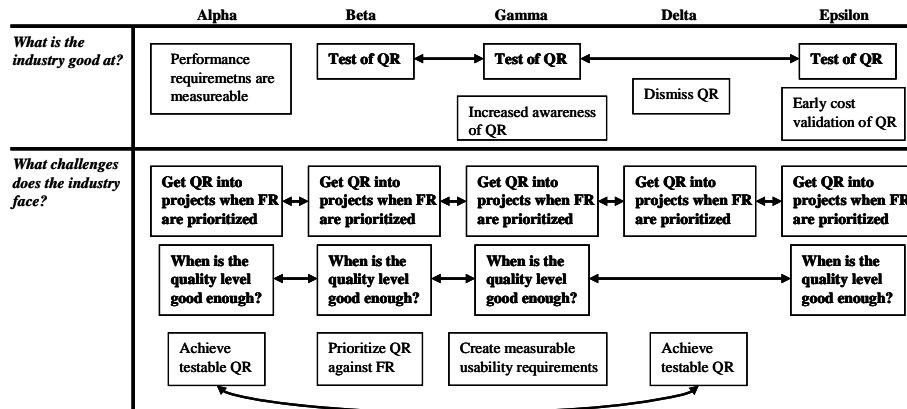 Alpha Beta Gamma Delta Epsilon
What is the
industry good at?
Performance
requiremetns are
measureable
Test of QR
Test of QR
Test of QR
Increased awareness
of QR
Dismiss QR
Early cost
validation of QR
What challenges
does the industry
face?
Get QR into
projects when FR
are prioritized
Get QR into
projects when FR
are prioritized
Get QR into
projects when FR
are prioritized
Get QR into
projects when FR
are prioritized
Get QR into
projects when FR
are prioritized
When is the
quality level
good enough?
When is the
quality level
good enough?
When is the
quality level
good enough?
When is the
quality level
good enough?
Achieve
testable QR
Prioritize QR
against FR
Create measurable
usability requirements
Achieve
testable QR